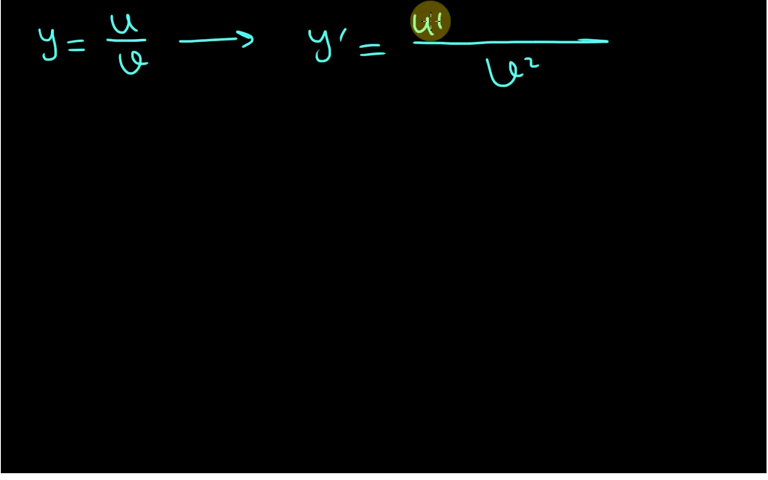 y = u/v ⟶ y' = u'/v²